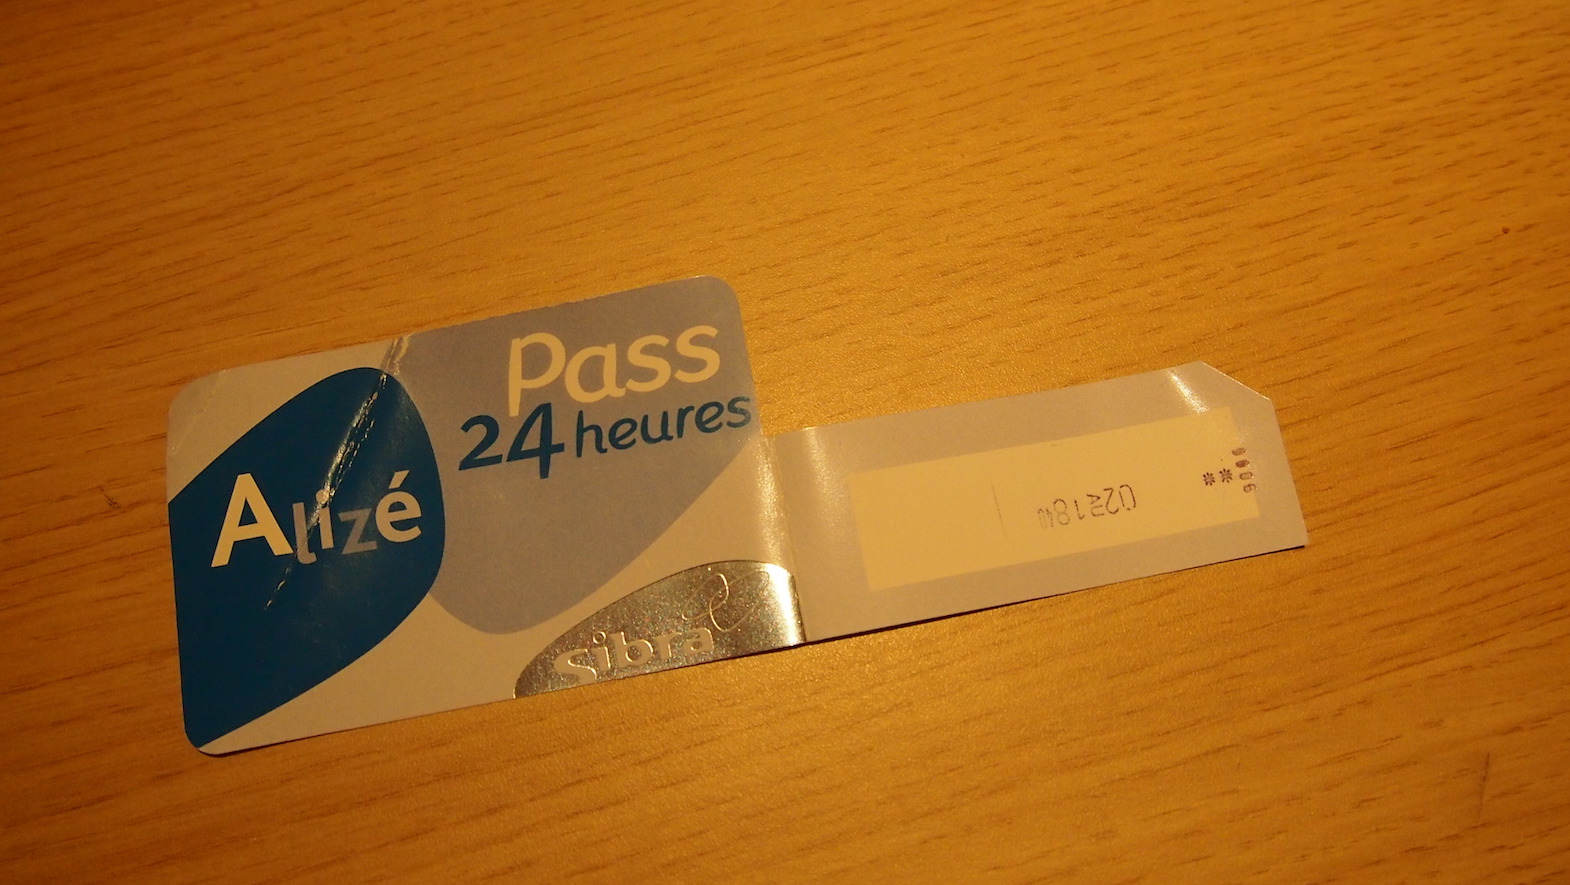 Pass
24 heures
Alizé
Sibra